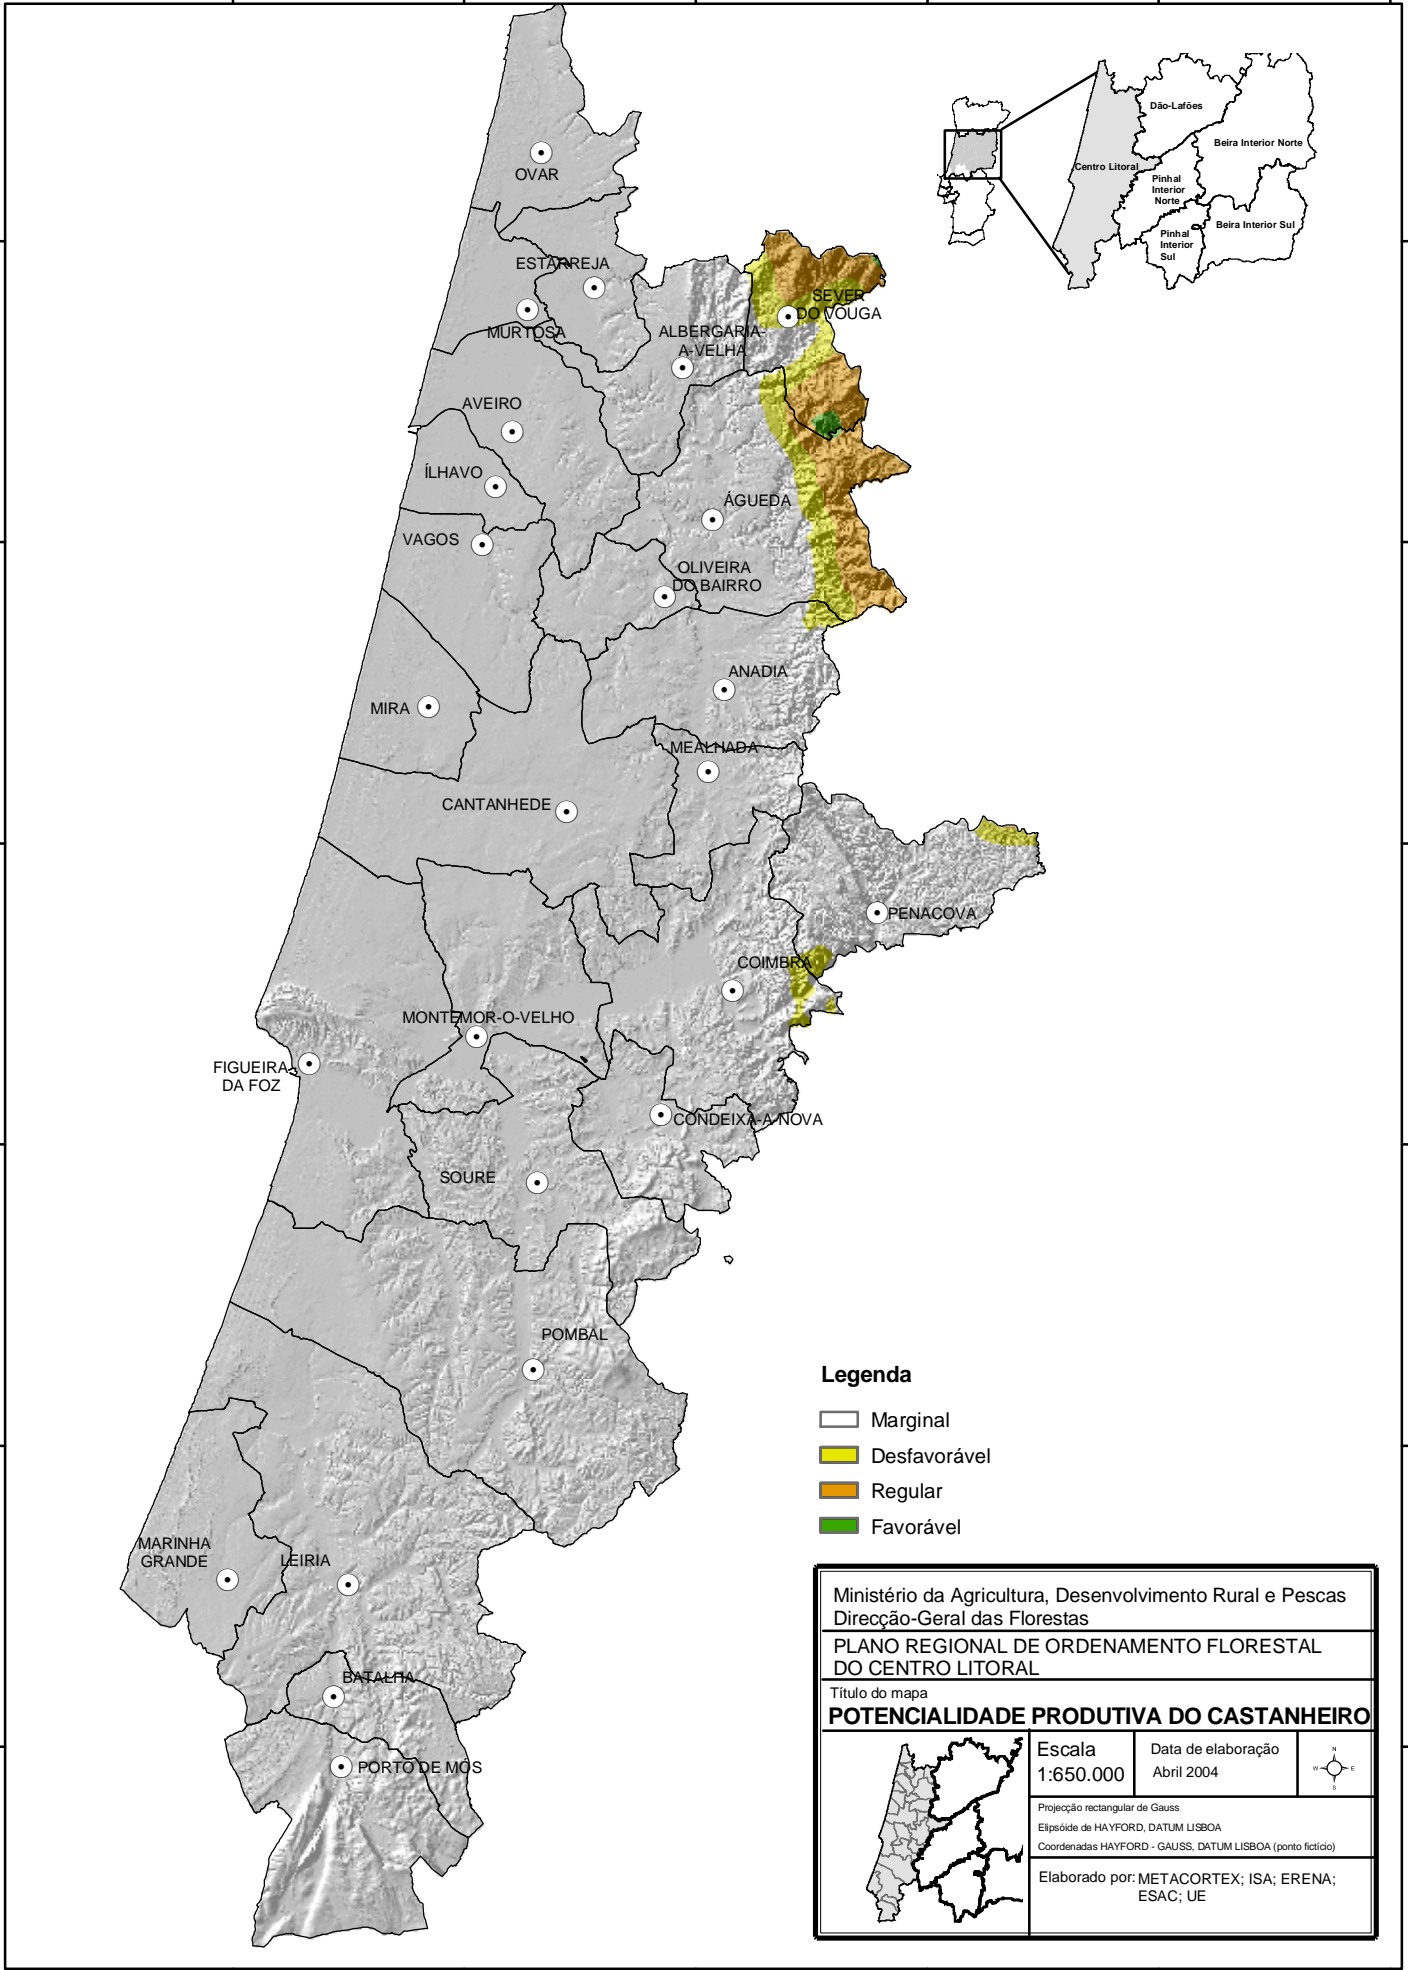 OVAR
ESTARREJA
MURTOSA
SEVER
DO VOUGA
ALBERGARIA-
A-VELHA
AVEIRO
ÍLHAVO
ÁGUEDA
VAGOS
OLIVEIRA
DO BAIRRO
ANADIA
MIRA
MEALHADA
CANTANHEDE
PENACOVA
COIMBRA
MONTEMOR-O-VELHO
FIGUEIRA
DA FOZ
CONDEIXA-A-NOVA
SOURE
POMBAL
MARINHA
GRANDE
LEIRIA
BATALHA
PORTO DE MÓS
Dão-Lafões
Beira Interior Norte
Centro Litoral
Pinhal
Interior
Norte
Beira Interior Sul
Pinhal
Interior
Sul
Legenda
Marginal
Desfavorável
Regular
Favorável
Ministério da Agricultura, Desenvolvimento Rural e Pescas
Direcção-Geral das Florestas
PLANO REGIONAL DE ORDENAMENTO FLORESTAL
DO CENTRO LITORAL
Título do mapa
POTENCIALIDADE PRODUTIVA DO CASTANHEIRO
Escala
1:650.000
Data de elaboração
Abril 2004
N
W E
S
Projecção rectangular de Gauss
Elipsóide de HAYFORD, DATUM LISBOA
Coordenadas HAYFORD - GAUSS, DATUM LISBOA (ponto fictício)
Elaborado por: METACORTEX; ISA; ERENA;
ESAC; UE